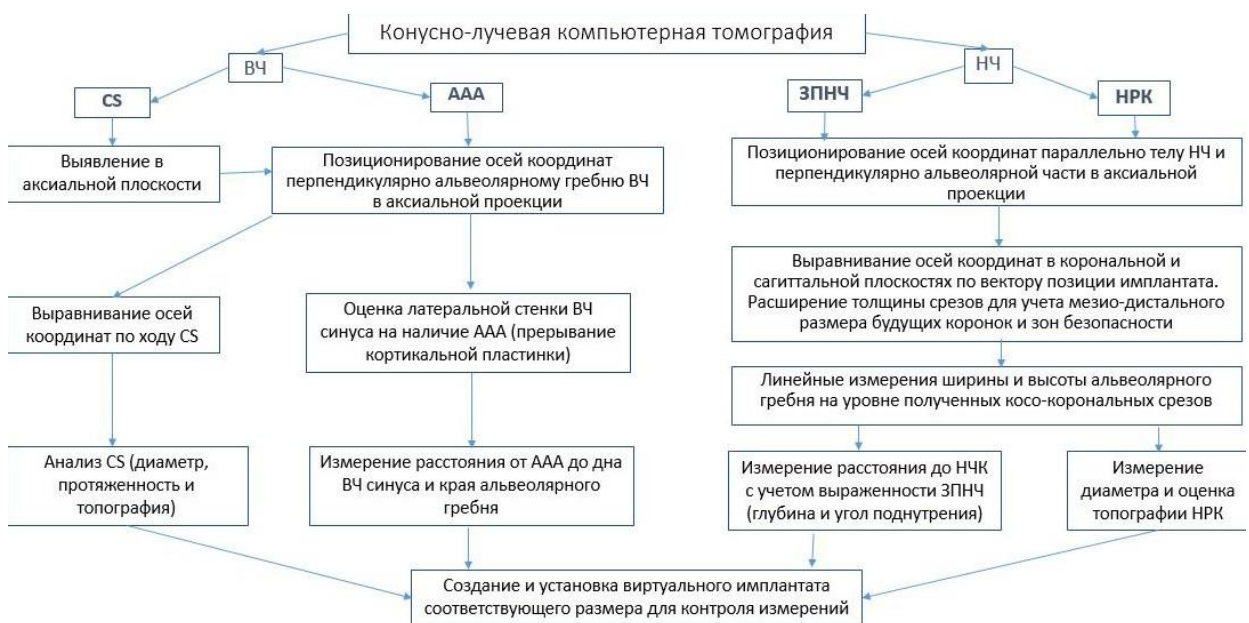 Конусно-лучевая компьютерная томография
ВЧ
НЧ
CS
ААА
ЗПНЧ
НРК
Выявление в
аксиальной плоскости
Позиционирование осей координат
перпендикулярно альвеолярному гребню ВЧ
в аксиальной проекции
Позиционирование осей координат параллельно телу НЧ и
перпендикулярно альвеолярной части в аксиальной
проекции
Выравнивание осей
координат по ходу CS
Оценка латеральной стенки ВЧ
синуса на наличие ААА (прерывание
кортикальной пластинки)
Выравнивание осей координат в корональной и
сагиттальной плоскостях по вектору позиции имплантата.
Расширение толщины срезов для учета мезио-дистального
размера будущих коронок и зон безопасности
Линейные измерения ширины и высоты альвеолярного
гребня на уровне полученных косо-корональных срезов
Анализ CS (диаметр,
протяженность и
топография)
Измерение расстояния от ААА до дна
ВЧ синуса и края альвеолярного
гребня
Измерение расстояния до НЧК
с учетом выраженности ЗПНЧ
(глубина и угол поднутрения)
Измерение
диаметра и оценка
топографии НРК
Создание и установка виртуального имплантата
соответствующего размера для контроля измерений